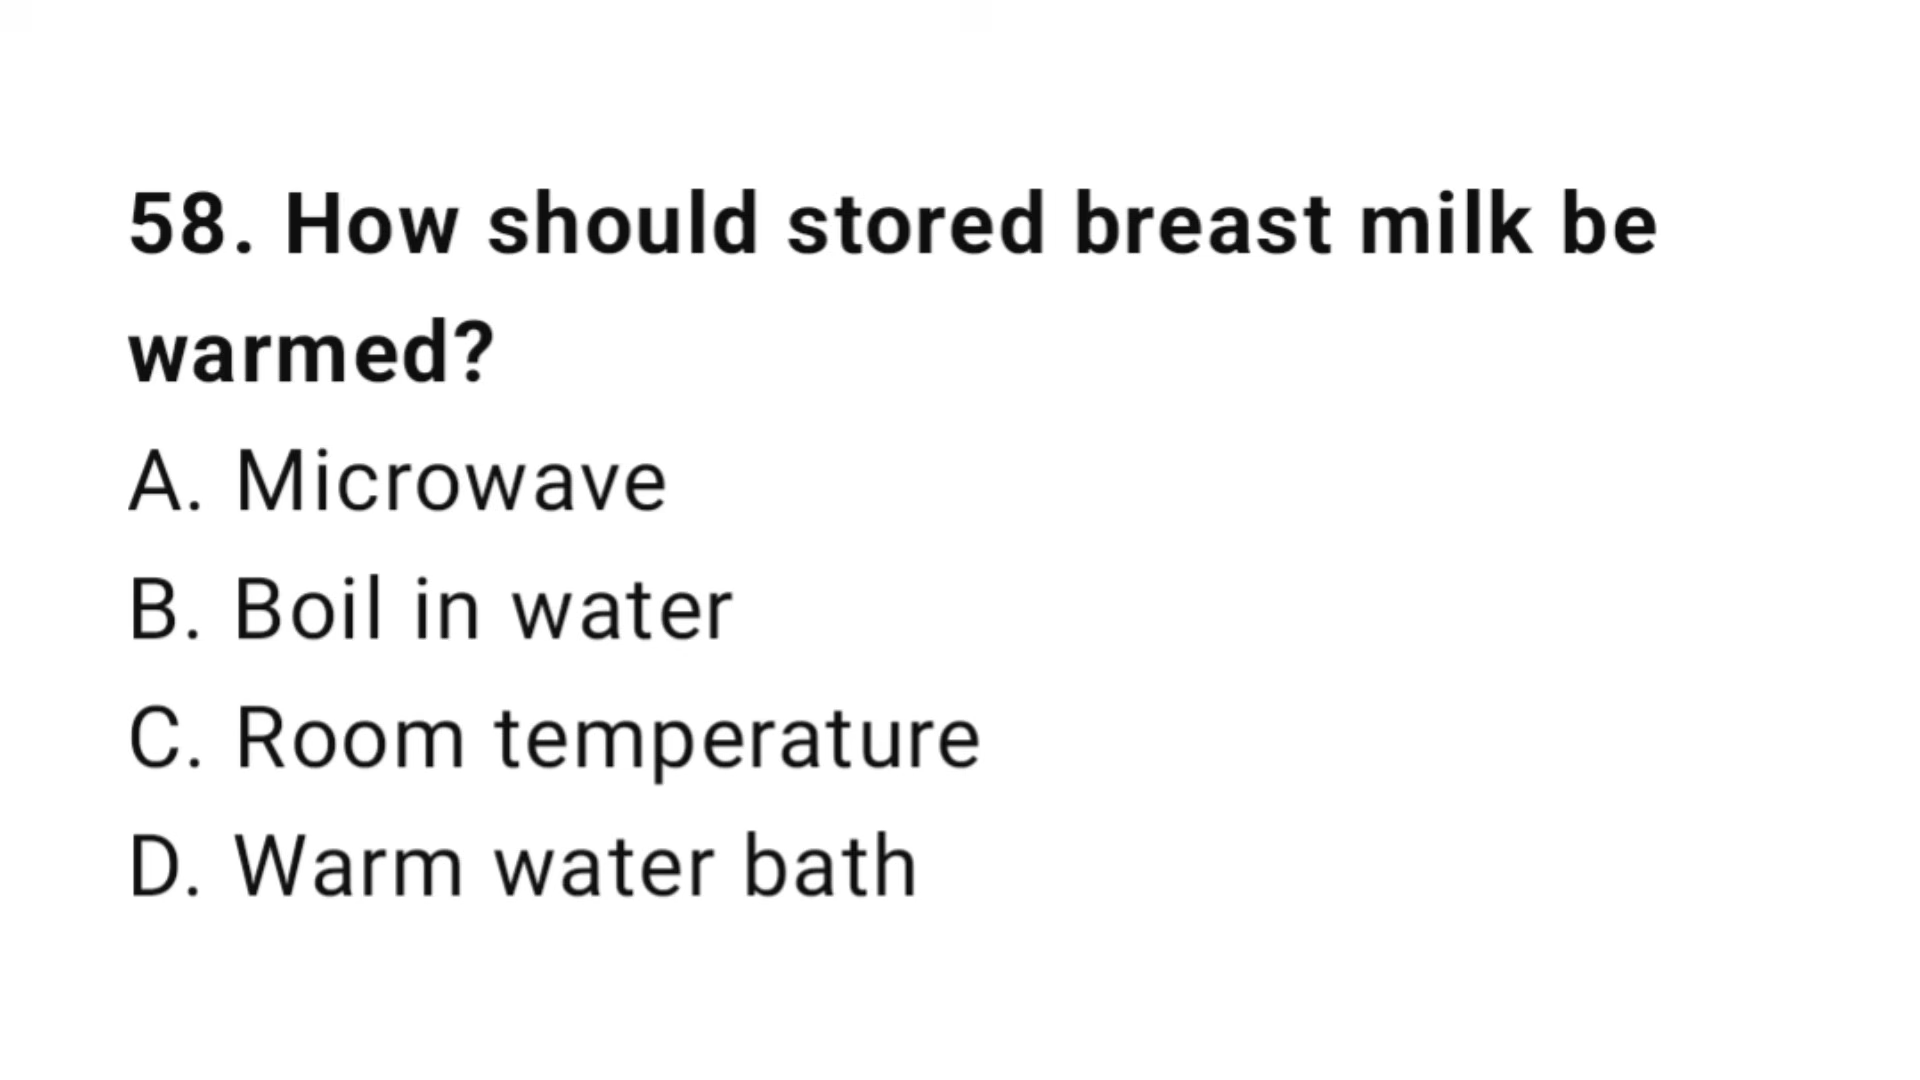 58. How should stored breast milk be
warmed?
A. Microwave
B. Boil in water
C. Room temperature
D. Warm water bath